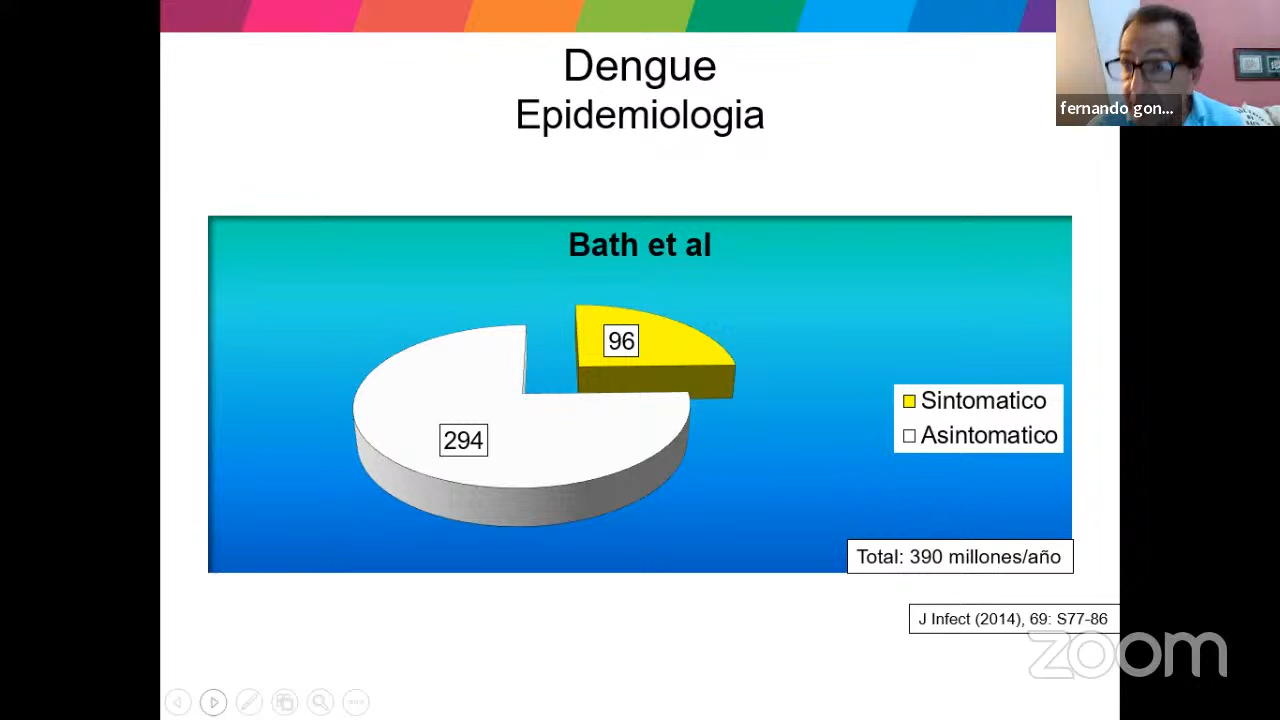 Dengue
Epidemiologia
fernando gon...
Bath et al
96
294
Sintomatico
Asintomatico
Total: 390 millones/año
J Infect (2014), 69: S77-86
zoom